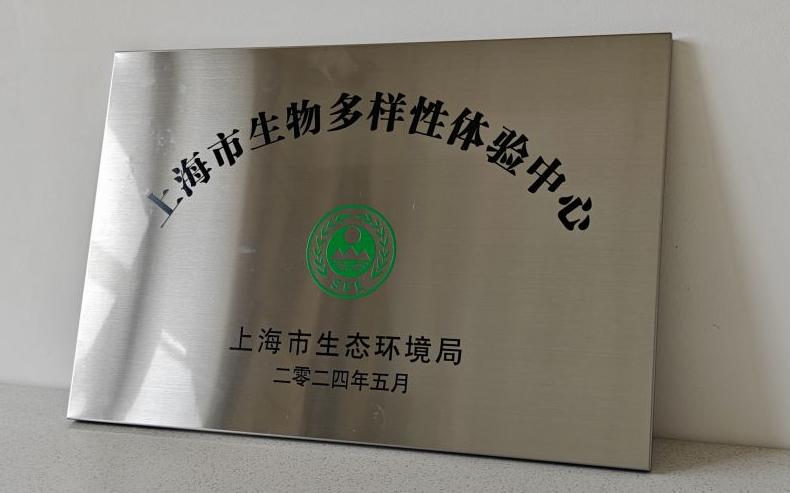 上海市生物多样性体验中心
SEE
上海市生态环境局
二零二四年五月